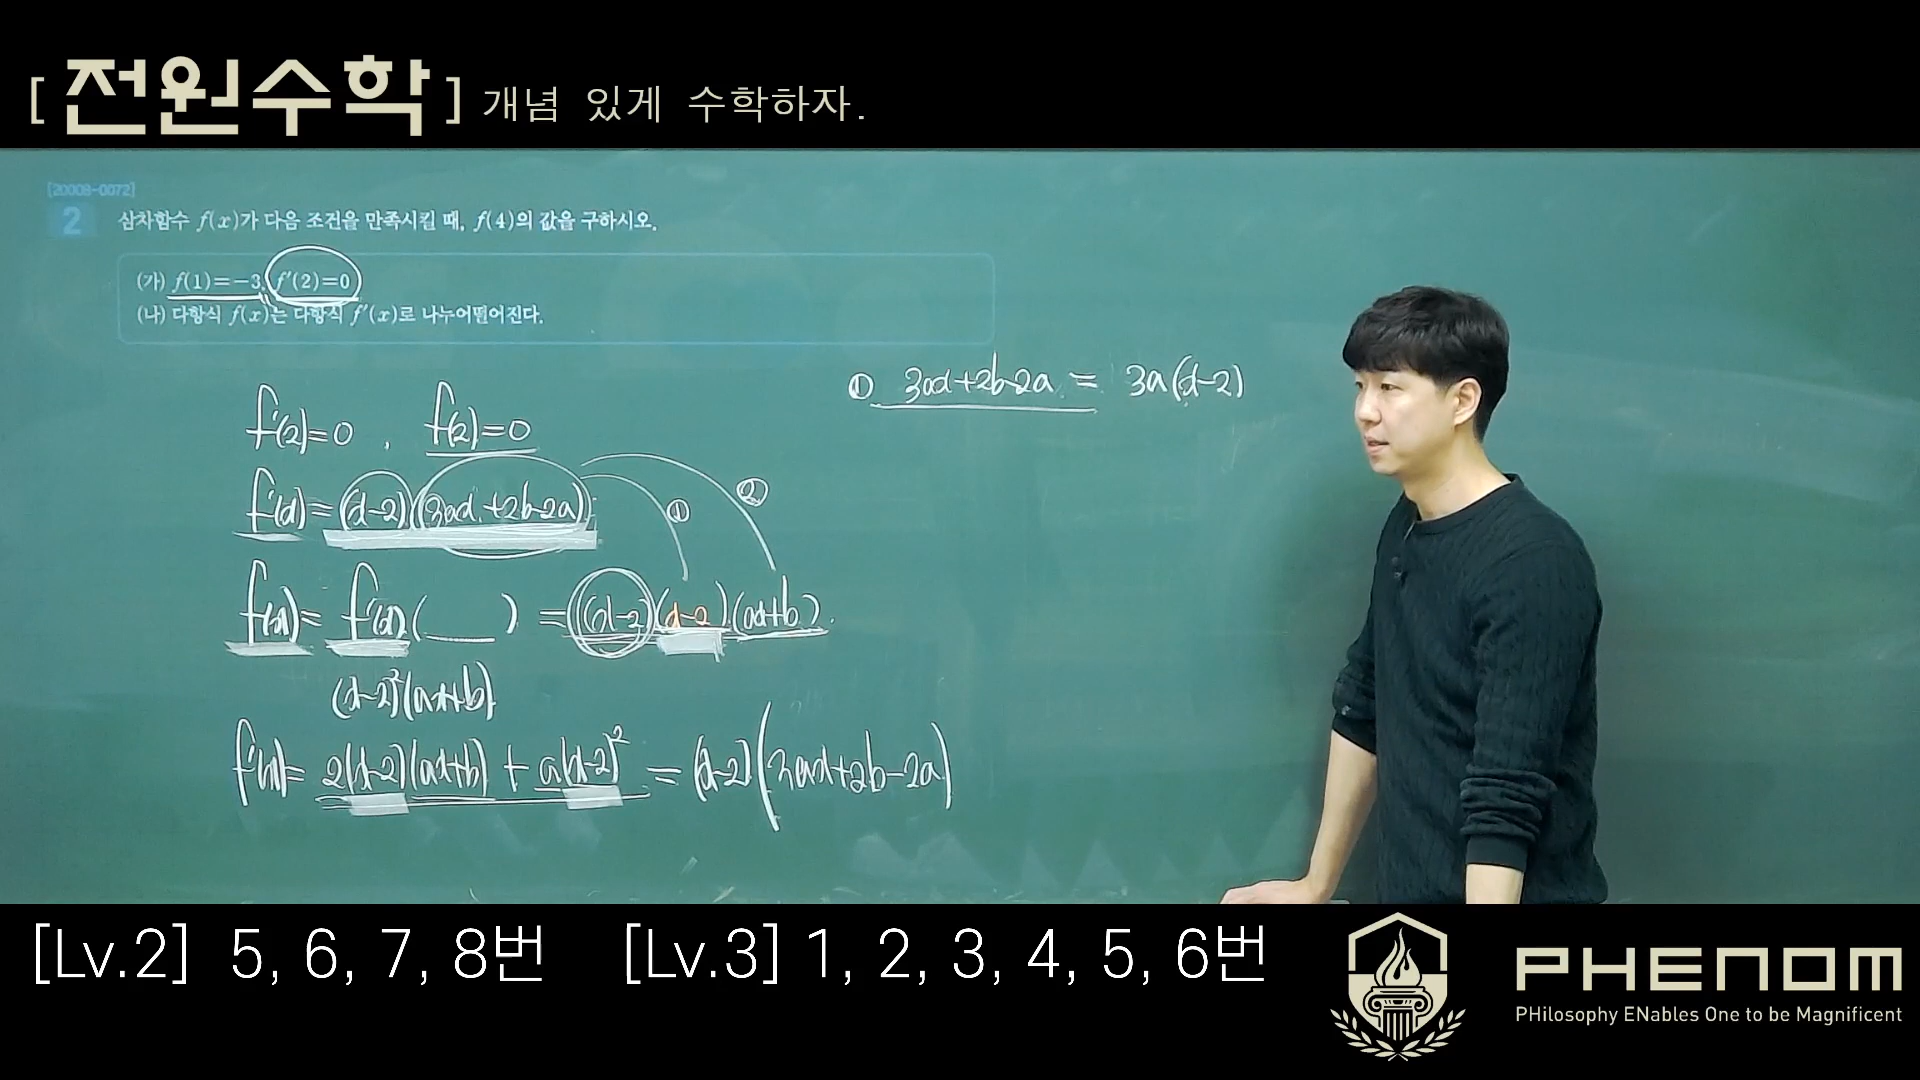 [전원수학] 개념 있게 수학하자.
[20008-0072]
2 삼차함수 f(x)가 다음 조건을 만족시킬 때, f(4)의 값을 구하시오.
(가) f(1)=-3, f'(2)=0
(나) 다항식 f(x)는 다항식 f'(x)로 나누어떨어진다.
① 3ax+2b-2a = 3a(x-2)
f'(2)=0 , f(2)=0
f'(x)=(x-2)(3ax+2b-2a)
① ②
f(x)= f'(x)(___) =(x-2)(x-2)(ax+b).
(x-2)²(ax+b)
f'(x)= 2(x-2)(ax+b) + a(x-2)² = (x-2)(3ax+2b-2a)
[Lv.2] 5, 6, 7, 8번 [Lv.3] 1, 2, 3, 4, 5, 6번
PHENOM
PHilosophy ENables One to be Magnificent